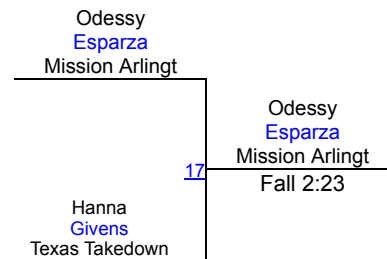 Odessy
Esparza
Mission Arlingt
Odessy
Esparza
Mission Arlingt
17
Fall 2:23
Hanna
Givens
Texas Takedown